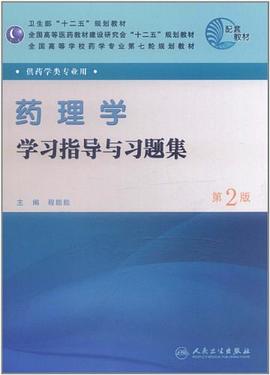 卫生部“十二五”规划教材
全国高等医药教材建设研究会“十二五”规划教材
全国高等学校药学专业第七轮规划教材
配套
教材
供药学类专业用
药理学
学习指导与习题集
第2版
主 编 程能能
人民卫生出版社